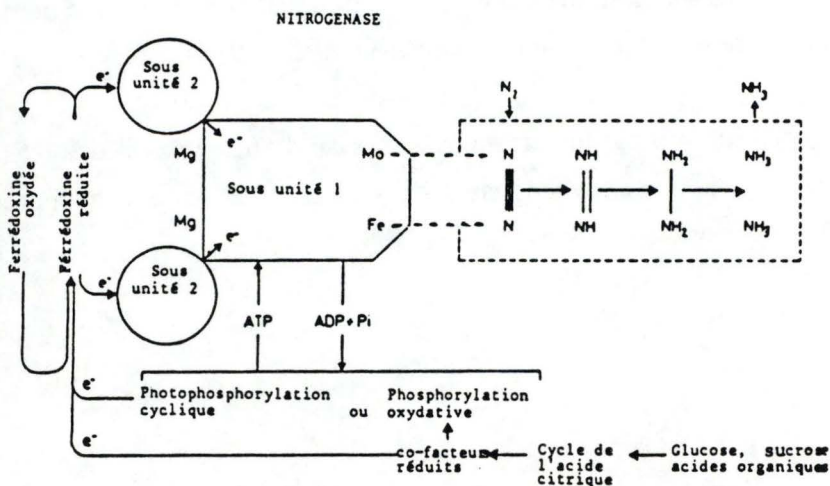 NITROGENASE
e-
Sous
unité 2
e-
Mg
Sous unité 1
Mg
e-
Sous
unité 2
e-
Ferrédoxine
oxydée
Férrédoxine
réduite
Mo
Fe
N2
NH3
N
NH
NH2
NH3
N
NH
NH2
NH3
ATP
ADP+Pi
e-
Photophosphorylation
cyclique
ou
Phosphorylation
oxydative
e-
co-facteur
réduits
Cycle de
l'acide
citrique
Glucose, sucrose
acides organiques